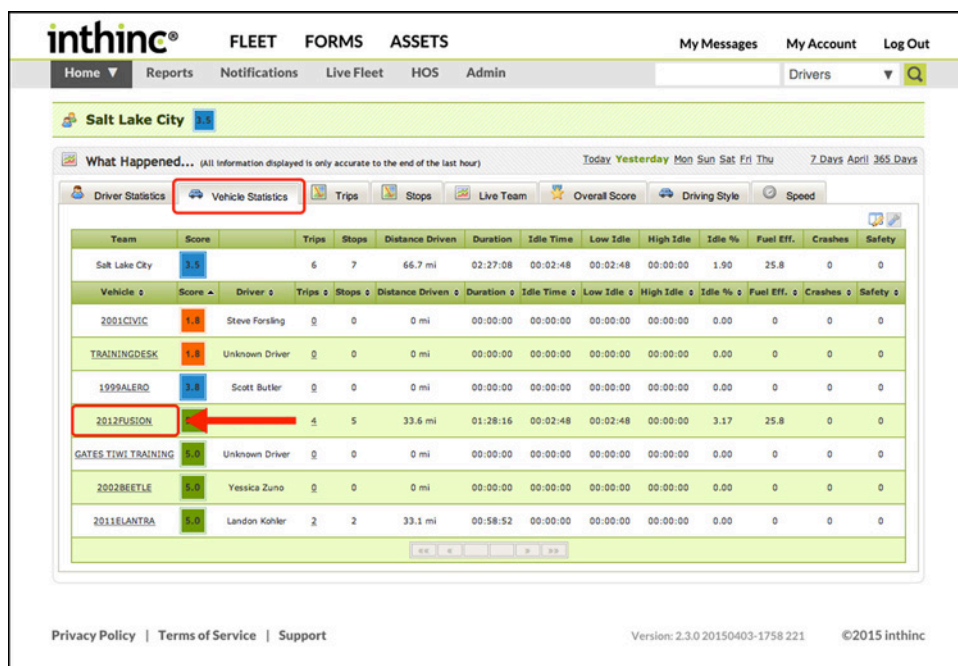 inthinc® FLEET FORMS ASSETS My Messages My Account Log Out
Home ▼ Reports Notifications Live Fleet HOS Admin Drivers ▼
Salt Lake City 3.5
What Happened... (All information displayed is only accurate to the end of the last hour) Today Yesterday Mon Sun Sat Fri Thu 7 Days April 365 Days
Driver Statistics Vehicle Statistics Trips Stops Live Team Overall Score Driving Style Speed
Team Score Trips Stops Distance Driven Duration Idle Time Low Idle High Idle Idle % Fuel Eff. Crashes Safety
Salt Lake City 3.5 6 7 66.7 mi 02:27:08 00:02:48 00:02:48 00:00:00 1.90 25.8 0 0
Vehicle Score Driver Trips Stops Distance Driven Duration Idle Time Low Idle High Idle Idle % Fuel Eff. Crashes Safety
2001CIVIC 1.8 Steve Forsling 0 0 0 mi 00:00:00 00:00:00 00:00:00 00:00:00 0.00 0 0 0
TRAININGDESK 1.8 Unknown Driver 0 0 0 mi 00:00:00 00:00:00 00:00:00 00:00:00 0.00 0 0 0
1999ALERO 3.8 Scott Butler 0 0 0 mi 00:00:00 00:00:00 00:00:00 00:00:00 0.00 0 0 0
2012FUSION 4 5 33.6 mi 01:28:16 00:02:48 00:02:48 00:00:00 3.17 25.8 0 0
GATES TIWI TRAINING 5.0 Unknown Driver 0 0 0 mi 00:00:00 00:00:00 00:00:00 00:00:00 0.00 0 0 0
2002BEETLE 5.0 Yessica Zuno 0 0 0 mi 00:00:00 00:00:00 00:00:00 00:00:00 0.00 0 0 0
2011ELANTRA 5.0 Landon Kohler 2 2 33.1 mi 00:58:52 00:00:00 00:00:00 00:00:00 0.00 0 0 0
<< < > >>
Privacy Policy | Terms of Service | Support Version: 2.3.0 20150403-1758 221 ©2015 inthinc